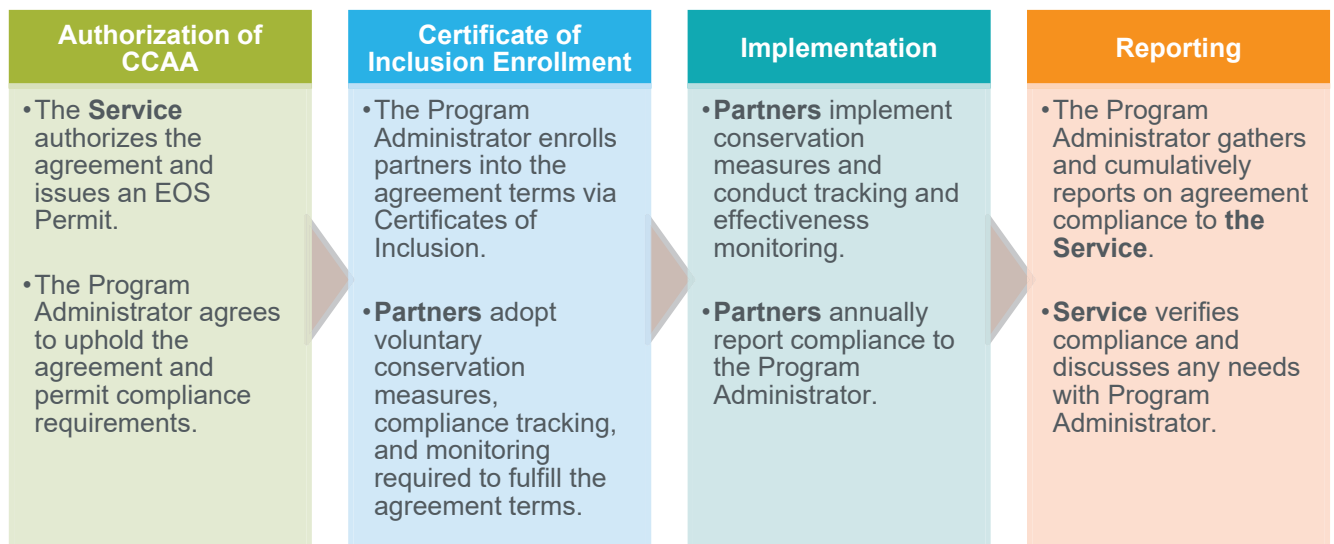 Authorization of
CCAA
•The Service
authorizes the
agreement and
issues an EOS
Permit.
•The Program
Administrator agrees
to uphold the
agreement and
permit compliance
requirements.
Certificate of
Inclusion Enrollment
•The Program
Administrator enrolls
partners into the
agreement terms via
Certificates of
Inclusion.
•Partners adopt
voluntary
conservation
measures,
compliance tracking,
and monitoring
required to fulfill the
agreement terms.
Implementation
•Partners implement
conservation
measures and
conduct tracking and
effectiveness
monitoring.
•Partners annually
report compliance to
the Program
Administrator.
Reporting
•The Program
Administrator gathers
and cumulatively
reports on agreement
compliance to the
Service.
•Service verifies
compliance and
discusses any needs
with Program
Administrator.